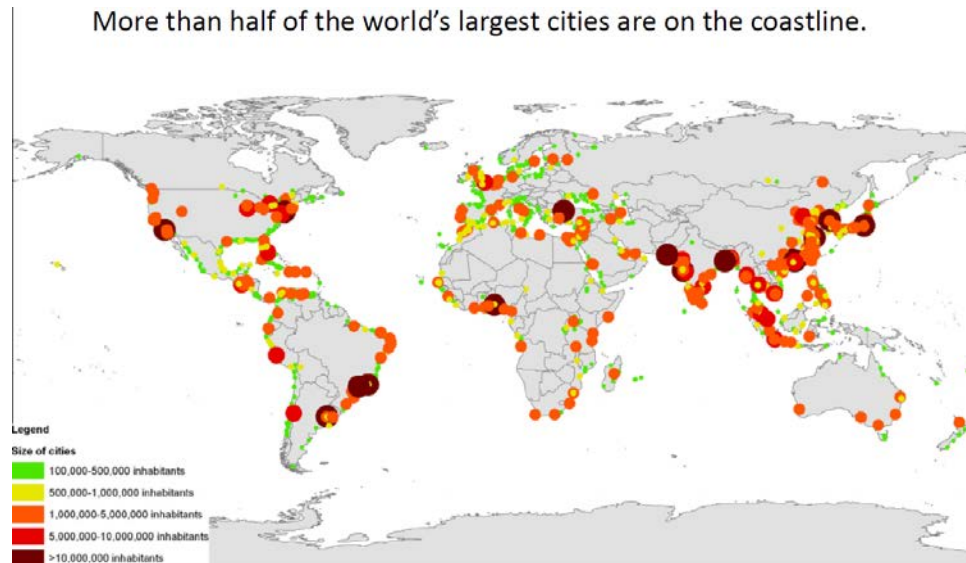 More than half of the world’s largest cities are on the coastline.
Legend
Size of cities
100,000-500,000 inhabitants
500,000-1,000,000 inhabitants
1,000,000-5,000,000 inhabitants
5,000,000-10,000,000 inhabitants
>10,000,000 inhabitants